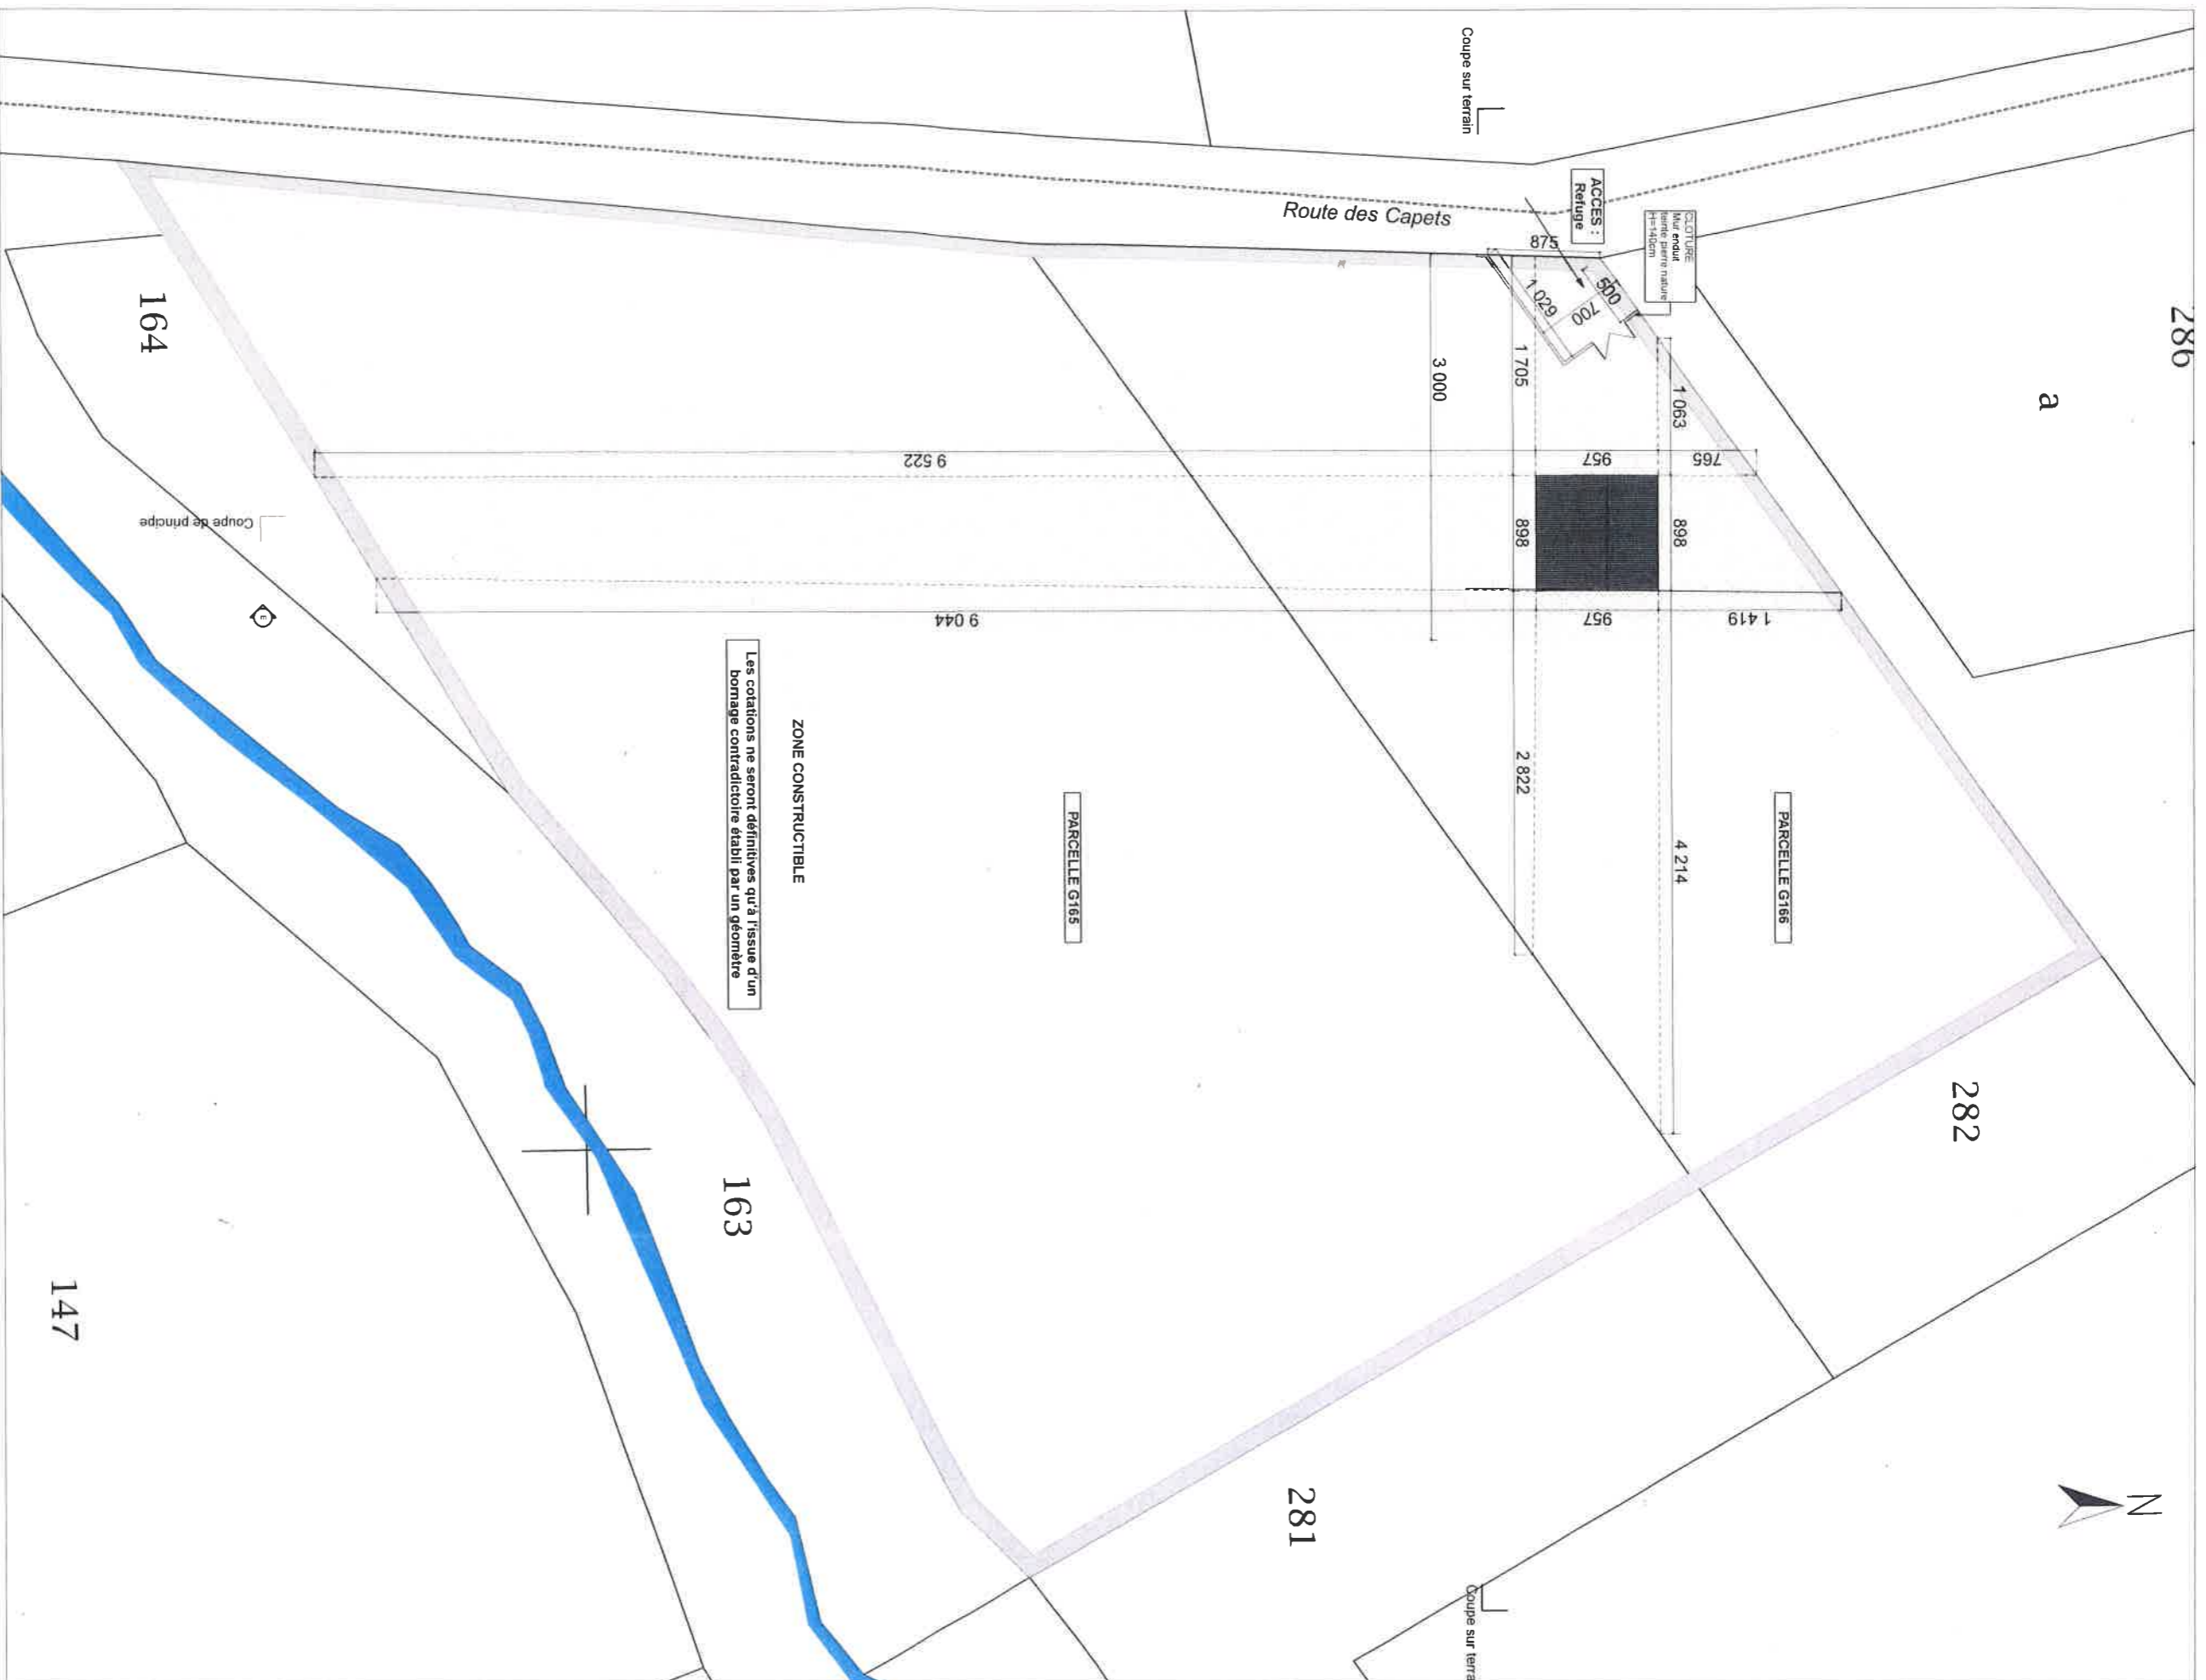 Coupe sur terrain
286
a
ACCES :
Refuge
CLOTURE
Mur enduit
teinte pierre nature
H=140cm
Route des Capets
875
500
700
1 029
1 705
3 000
1 063
164
9 522
957
765
898
898
Coupe de principe
E
9 044
957
1 419
Les cotations ne seront définitives qu'à l'issue d'un
bornage contradictoire établi par un géomètre
ZONE CONSTRUCTIBLE
2 822
4 214
PARCELLE G165
PARCELLE G166
282
163
147
281
N
Coupe sur terra